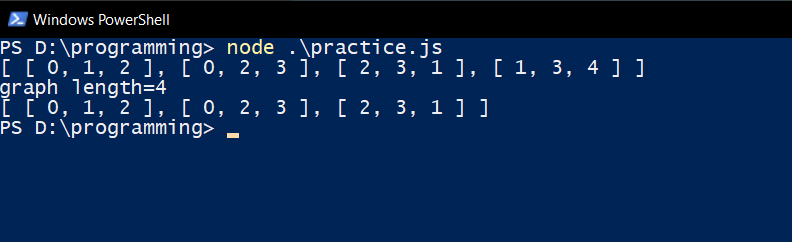 Windows PowerShell
PS D:\programming> node .\practice.js
[ [ 0, 1, 2 ], [ 0, 2, 3 ], [ 2, 3, 1 ], [ 1, 3, 4 ] ]
graph length=4
[ [ 0, 1, 2 ], [ 0, 2, 3 ], [ 2, 3, 1 ] ]
PS D:\programming>